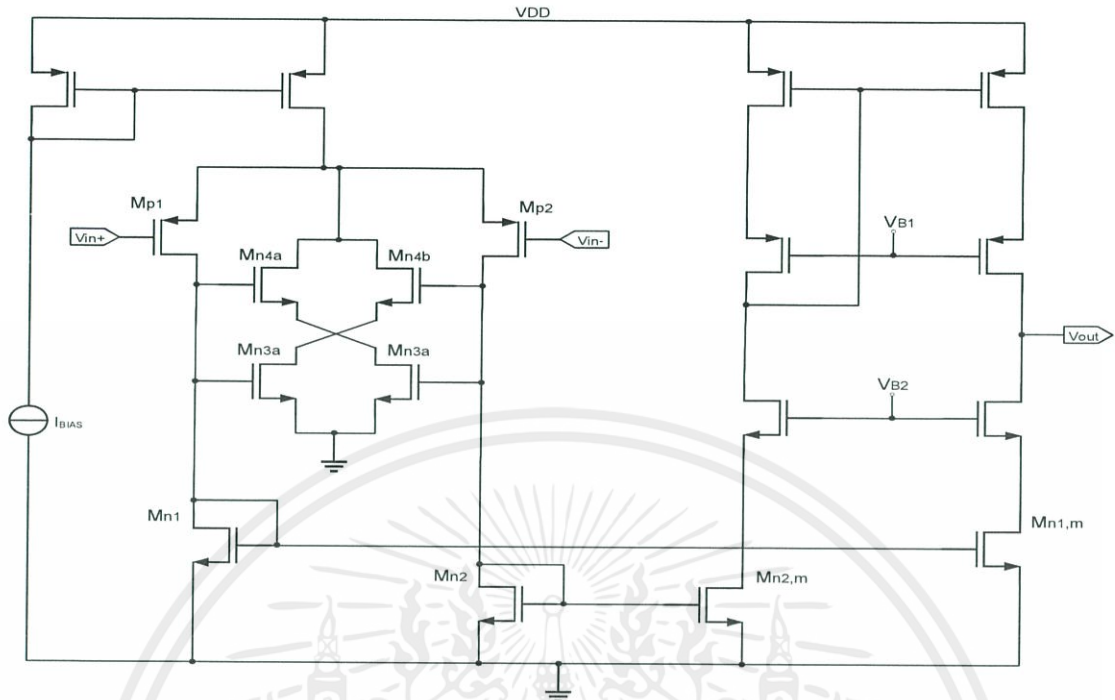 VDD
Mp1
Mp2
Vin+
Vin-
Mn4a
Mn4b
VB1
Mn3a
Mn3a
Vout
VB2
IBIAS
Mn1
Mn1,m
Mn2
Mn2,m